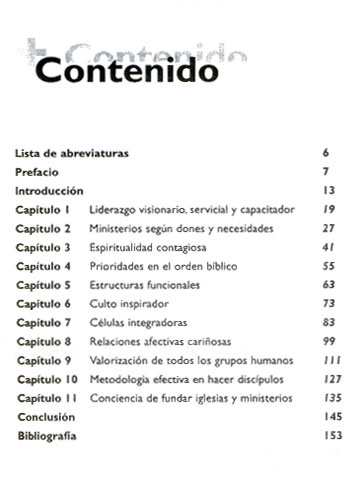 Contenido
Contenido
Lista de abreviaturas 6
Prefacio 7
Introducción 13
Capítulo 1 Liderazgo visionario, servicial y capacitador 19
Capítulo 2 Ministerios según dones y necesidades 27
Capítulo 3 Espiritualidad contagiosa 41
Capítulo 4 Prioridades en el orden bíblico 55
Capítulo 5 Estructuras funcionales 63
Capítulo 6 Culto inspirador 73
Capítulo 7 Células integradoras 83
Capítulo 8 Relaciones afectivas cariñosas 99
Capítulo 9 Valorización de todos los grupos humanos 111
Capítulo 10 Metodología efectiva en hacer discípulos 127
Capítulo 11 Conciencia de fundar iglesias y ministerios 135
Conclusión 145
Bibliografía 153